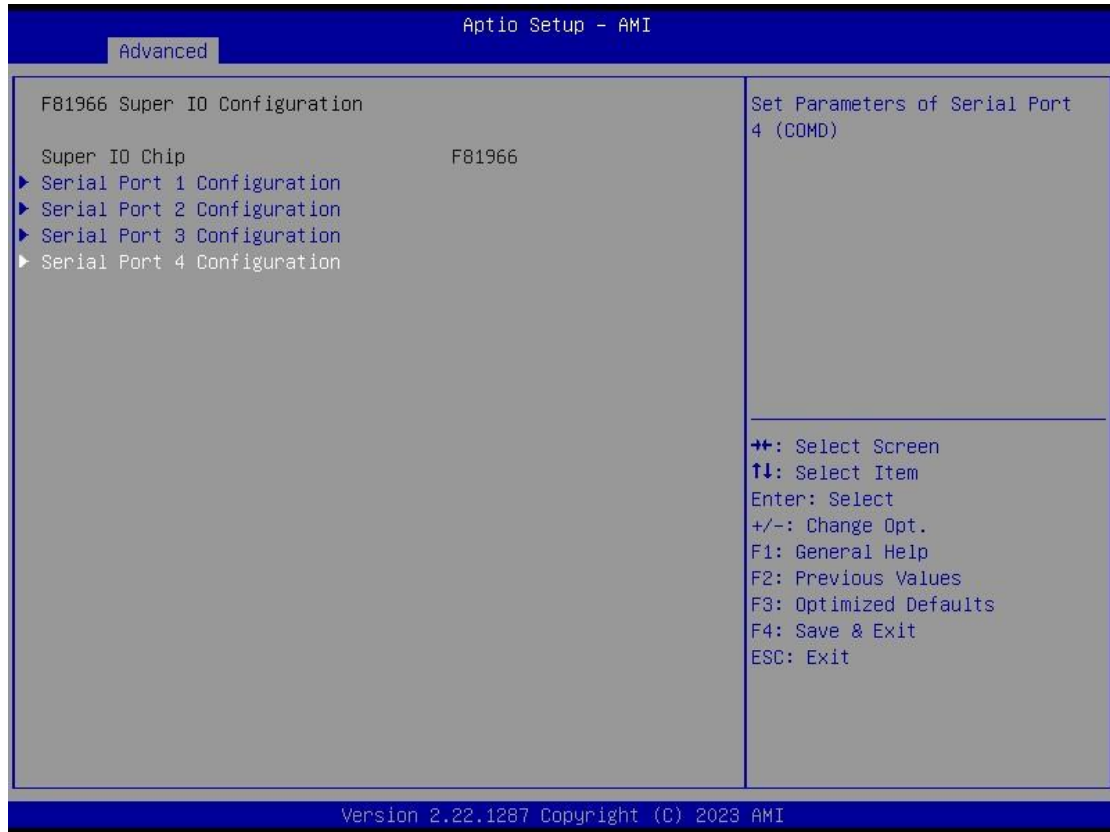 Aptio Setup – AMI
Advanced
F81966 Super IO Configuration
Super IO Chip F81966
▶ Serial Port 1 Configuration
▶ Serial Port 2 Configuration
▶ Serial Port 3 Configuration
▶ Serial Port 4 Configuration
Set Parameters of Serial Port
4 (COMD)
→←: Select Screen
↑↓: Select Item
Enter: Select
+/-: Change Opt.
F1: General Help
F2: Previous Values
F3: Optimized Defaults
F4: Save & Exit
ESC: Exit
Version 2.22.1287 Copyright (C) 2023 AMI